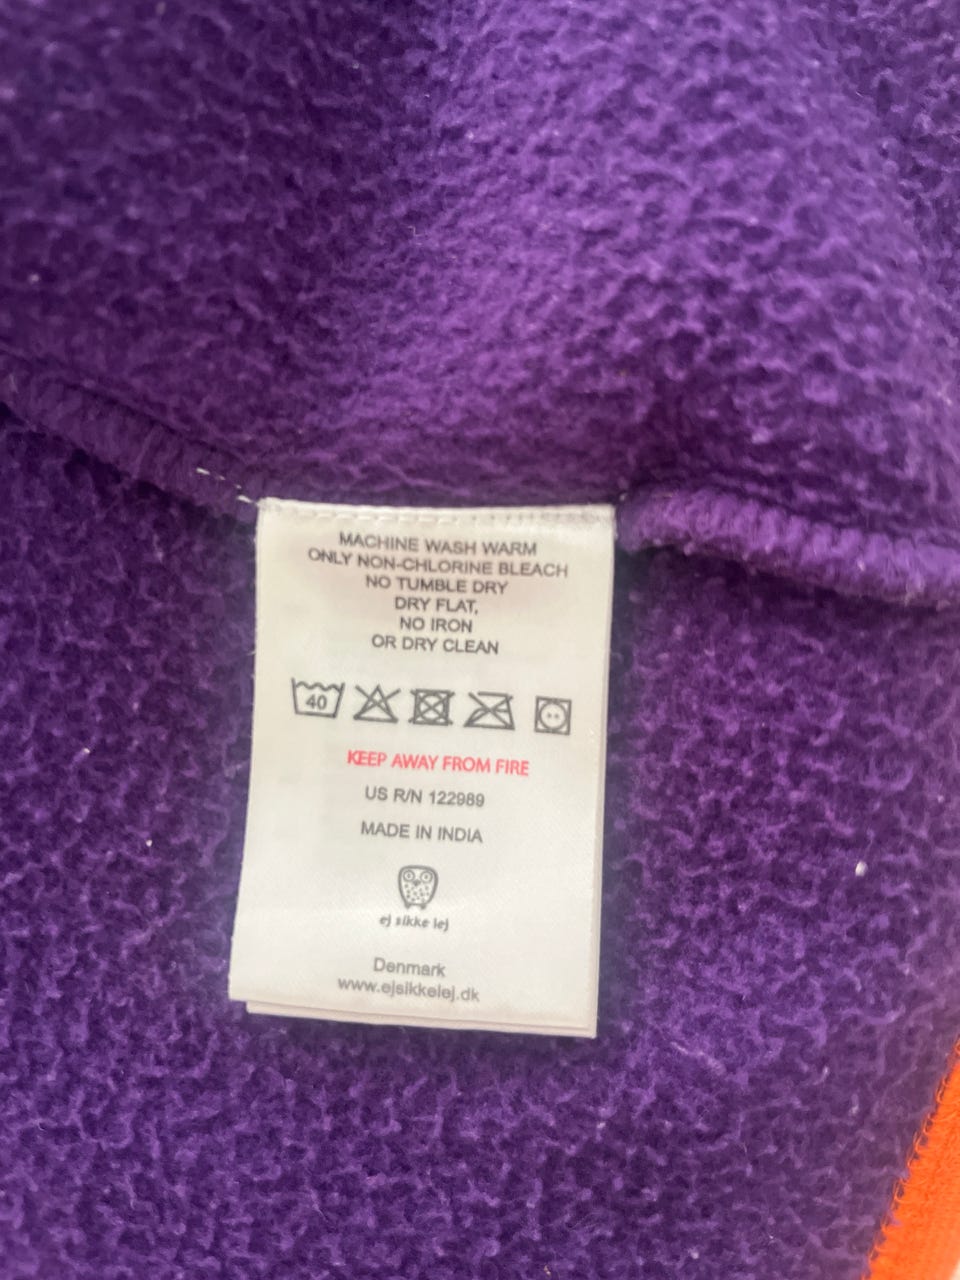 MACHINE WASH WARM
ONLY NON-CHLORINE BLEACH
NO TUMBLE DRY
DRY FLAT,
NO IRON
OR DRY CLEAN
40
KEEP AWAY FROM FIRE
US R/N 122989
MADE IN INDIA
ej sikke lej
Denmark
www.ejsikkelej.dk